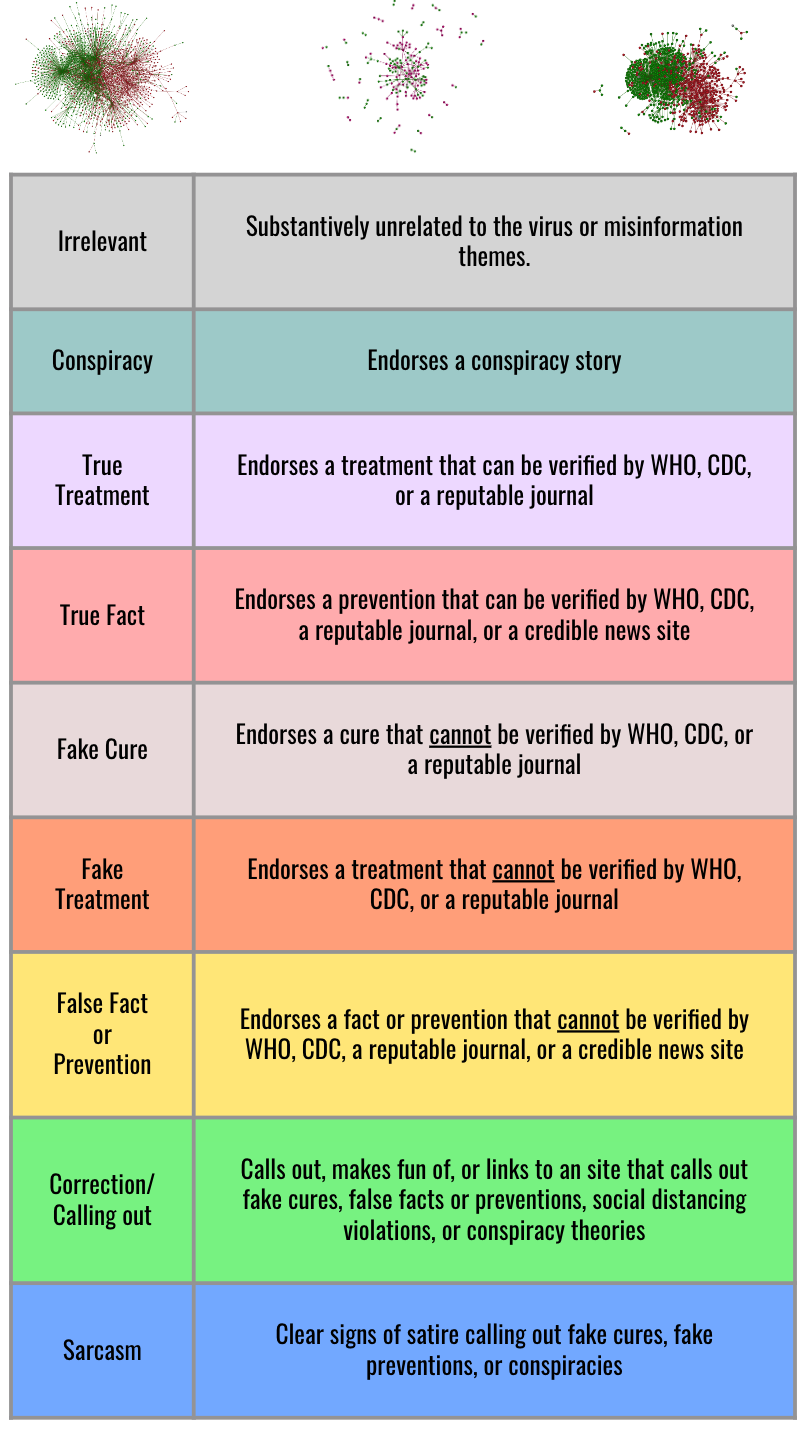 Irrelevant
Substantively unrelated to the virus or misinformation
themes.
Conspiracy
Endorses a conspiracy story
True
Treatment
Endorses a treatment that can be verified by WHO, CDC,
or a reputable journal
True Fact
Endorses a prevention that can be verified by WHO, CDC,
a reputable journal, or a credible news site
Fake Cure
Endorses a cure that cannot be verified by WHO, CDC, or
a reputable journal
Fake
Treatment
Endorses a treatment that cannot be verified by WHO,
CDC, or a reputable journal
False Fact
or
Prevention
Endorses a fact or prevention that cannot be verified by
WHO, CDC, a reputable journal, or a credible news site
Correction/
Calling out
Calls out, makes fun of, or links to an site that calls out
fake cures, false facts or preventions, social distancing
violations, or conspiracy theories
Sarcasm
Clear signs of satire calling out fake cures, fake
preventions, or conspiracies